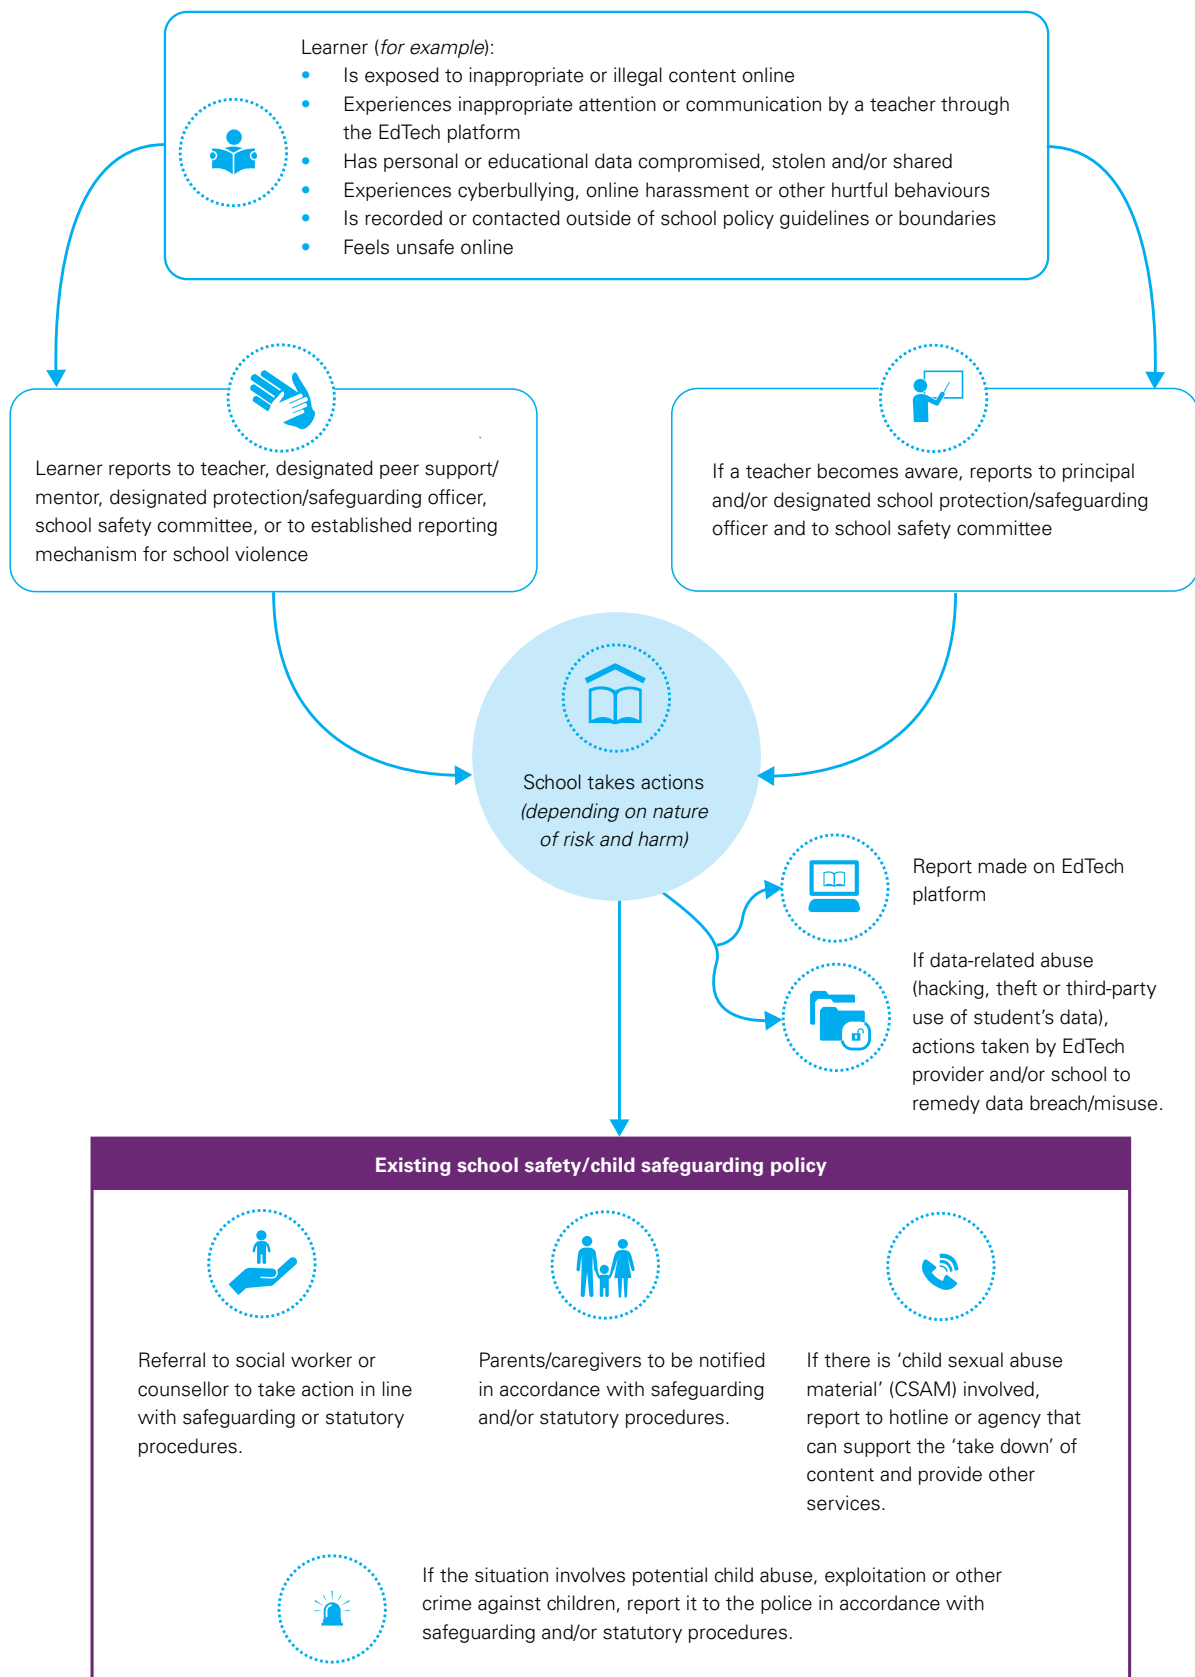 Learner (for example):
• Is exposed to inappropriate or illegal content online
• Experiences inappropriate attention or communication by a teacher through
the EdTech platform
• Has personal or educational data compromised, stolen and/or shared
• Experiences cyberbullying, online harassment or other hurtful behaviours
• Is recorded or contacted outside of school policy guidelines or boundaries
• Feels unsafe online
Learner reports to teacher, designated peer support/
mentor, designated protection/safeguarding officer,
school safety committee, or to established reporting
mechanism for school violence
If a teacher becomes aware, reports to principal
and/or designated school protection/safeguarding
officer and to school safety committee
School takes actions
(depending on nature
of risk and harm)
Report made on EdTech
platform
If data-related abuse
(hacking, theft or third-party
use of student’s data),
actions taken by EdTech
provider and/or school to
remedy data breach/misuse.
Existing school safety/child safeguarding policy
Referral to social worker or
counsellor to take action in line
with safeguarding or statutory
procedures.
Parents/caregivers to be notified
in accordance with safeguarding
and/or statutory procedures.
If there is ‘child sexual abuse
material’ (CSAM) involved,
report to hotline or agency that
can support the ‘take down’ of
content and provide other
services.
If the situation involves potential child abuse, exploitation or other
crime against children, report it to the police in accordance with
safeguarding and/or statutory procedures.